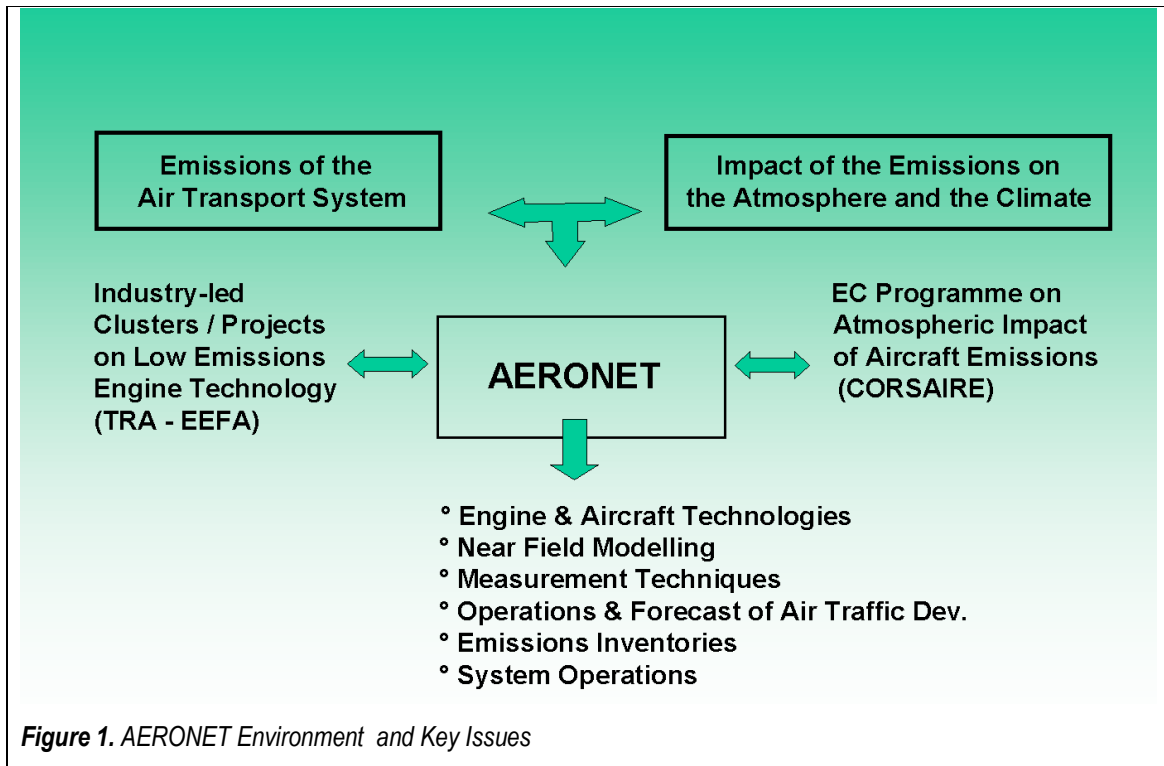 Emissions of the
Air Transport System
Impact of the Emissions on
the Atmosphere and the Climate
Industry-led
Clusters / Projects
on Low Emissions
Engine Technology
(TRA - EEFA)
AERONET
EC Programme on
Atmospheric Impact
of Aircraft Emissions
(CORSAIRE)
° Engine & Aircraft Technologies
° Near Field Modelling
° Measurement Techniques
° Operations & Forecast of Air Traffic Dev.
° Emissions Inventories
° System Operations
Figure 1. AERONET Environment and Key Issues